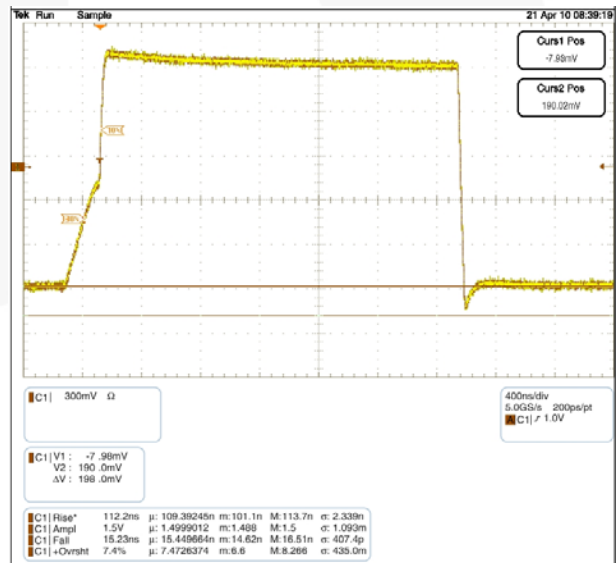 Tek Run Sample 21 Apr 10 08:39:19
Curs1 Pos
-7.98mV
Curs2 Pos
190.02mV
C1 300mV Ω
400ns/div
5.0GS/s 200ps/pt
A C1 / 1.0V
C1 V1 : -7 .98mV
V2 : 190 .0mV
ΔV : 198 .0mV
C1 Rise* 112.2ns μ: 109.39245n m: 101.1n M: 113.7n σ: 2.339n
C1 Ampl 1.5V μ: 1.4999012 m: 1.488 M: 1.5 σ: 1.093m
C1 Fall 15.23ns μ: 15.449664n m: 14.62n M: 16.51n σ: 407.4p
C1 +Ovrsht 7.4% μ: 7.4726374 m: 6.6 M: 8.266 σ: 435.0m